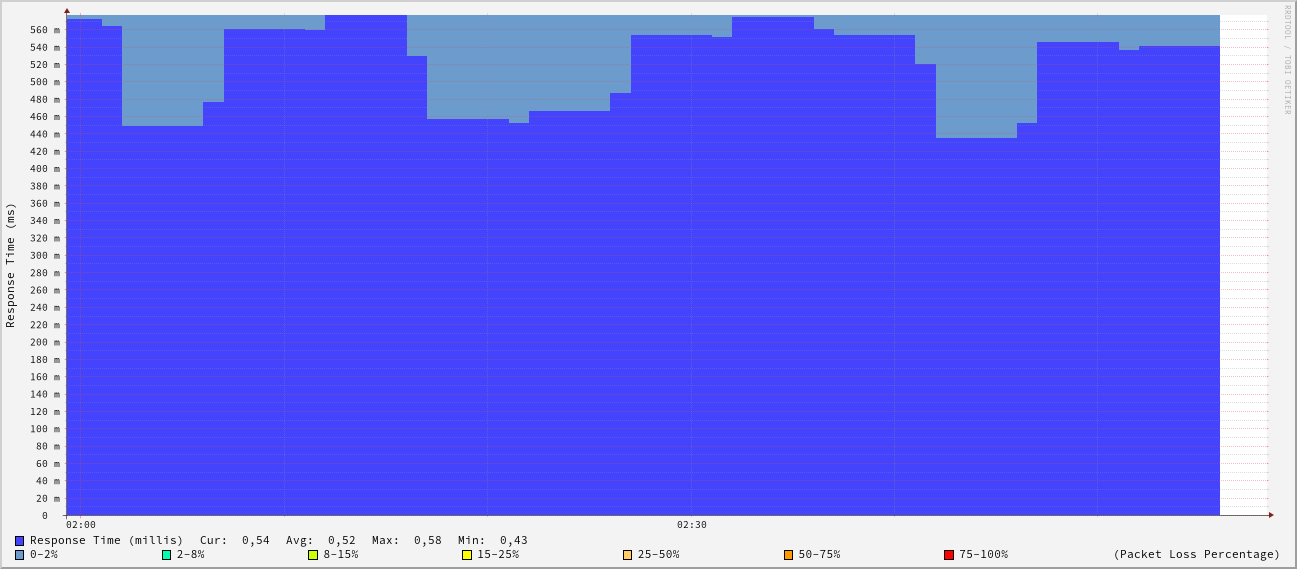 RRDTOOL / TOBI OETIKER
Response Time (ms)
560 m
540 m
520 m
500 m
480 m
460 m
440 m
420 m
400 m
380 m
360 m
340 m
320 m
300 m
280 m
260 m
240 m
220 m
200 m
180 m
160 m
140 m
120 m
100 m
80 m
60 m
40 m
20 m
0
02:00 02:30
Response Time (millis) Cur: 0,54 Avg: 0,52 Max: 0,58 Min: 0,43
0-2% 2-8% 8-15% 15-25% 25-50% 50-75% 75-100% (Packet Loss Percentage)